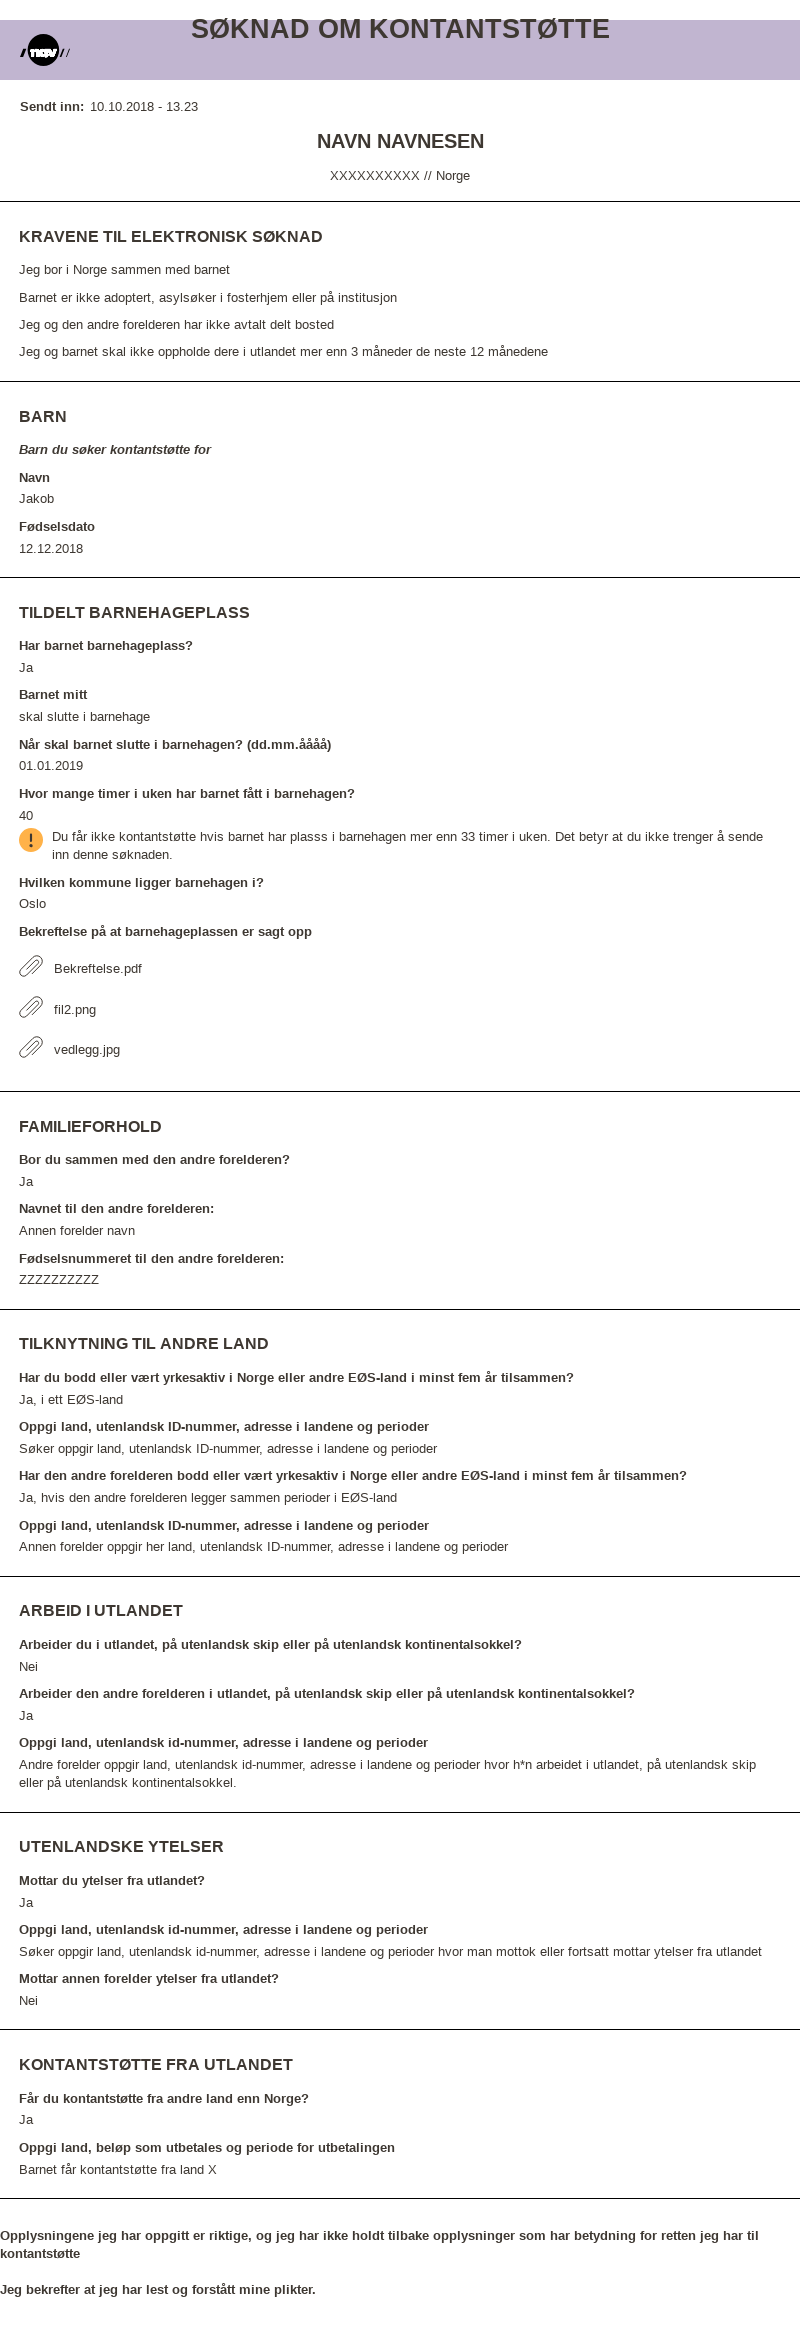 SØKNAD OM KONTANTSTØTTE
nav
Sendt inn: 10.10.2018 - 13.23
NAVN NAVNESEN
XXXXXXXXXX // Norge
KRAVENE TIL ELEKTRONISK SØKNAD
Jeg bor i Norge sammen med barnet
Barnet er ikke adoptert, asylsøker i fosterhjem eller på institusjon
Jeg og den andre forelderen har ikke avtalt delt bosted
Jeg og barnet skal ikke oppholde dere i utlandet mer enn 3 måneder de neste 12 månedene
BARN
Barn du søker kontantstøtte for
Navn
Jakob
Fødselsdato
12.12.2018
TILDELT BARNEHAGEPLASS
Har barnet barnehageplass?
Ja
Barnet mitt
skal slutte i barnehage
Når skal barnet slutte i barnehagen? (dd.mm.åååå)
01.01.2019
Hvor mange timer i uken har barnet fått i barnehagen?
40
Du får ikke kontantstøtte hvis barnet har plasss i barnehagen mer enn 33 timer i uken. Det betyr at du ikke trenger å sende
inn denne søknaden.
Hvilken kommune ligger barnehagen i?
Oslo
Bekreftelse på at barnehageplassen er sagt opp
Bekreftelse.pdf
fil2.png
vedlegg.jpg
FAMILIEFORHOLD
Bor du sammen med den andre forelderen?
Ja
Navnet til den andre forelderen:
Annen forelder navn
Fødselsnummeret til den andre forelderen:
ZZZZZZZZZZ
TILKNYTNING TIL ANDRE LAND
Har du bodd eller vært yrkesaktiv i Norge eller andre EØS-land i minst fem år tilsammen?
Ja, i ett EØS-land
Oppgi land, utenlandsk ID-nummer, adresse i landene og perioder
Søker oppgir land, utenlandsk ID-nummer, adresse i landene og perioder
Har den andre forelderen bodd eller vært yrkesaktiv i Norge eller andre EØS-land i minst fem år tilsammen?
Ja, hvis den andre forelderen legger sammen perioder i EØS-land
Oppgi land, utenlandsk ID-nummer, adresse i landene og perioder
Annen forelder oppgir her land, utenlandsk ID-nummer, adresse i landene og perioder
ARBEID I UTLANDET
Arbeider du i utlandet, på utenlandsk skip eller på utenlandsk kontinentalsokkel?
Nei
Arbeider den andre forelderen i utlandet, på utenlandsk skip eller på utenlandsk kontinentalsokkel?
Ja
Oppgi land, utenlandsk id-nummer, adresse i landene og perioder
Andre forelder oppgir land, utenlandsk id-nummer, adresse i landene og perioder hvor h*n arbeidet i utlandet, på utenlandsk skip
eller på utenlandsk kontinentalsokkel.
UTENLANDSKE YTELSER
Mottar du ytelser fra utlandet?
Ja
Oppgi land, utenlandsk id-nummer, adresse i landene og perioder
Søker oppgir land, utenlandsk id-nummer, adresse i landene og perioder hvor man mottok eller fortsatt mottar ytelser fra utlandet
Mottar annen forelder ytelser fra utlandet?
Nei
KONTANTSTØTTE FRA UTLANDET
Får du kontantstøtte fra andre land enn Norge?
Ja
Oppgi land, beløp som utbetales og periode for utbetalingen
Barnet får kontantstøtte fra land X
Opplysningene jeg har oppgitt er riktige, og jeg har ikke holdt tilbake opplysninger som har betydning for retten jeg har til
kontantstøtte
Jeg bekrefter at jeg har lest og forstått mine plikter.